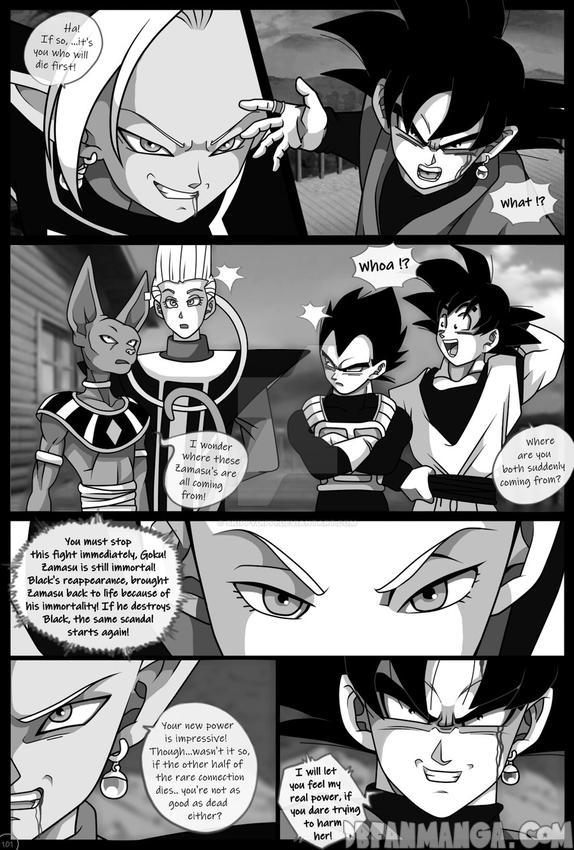 Ha!
If so, ...it's
you who will
die first!
What !?
Whoa !?
I wonder
where these
Zamasu's are
all coming
from!
Where
are you
both suddenly
coming from?
You must stop
this fight immediately, Goku!
Zamasu is still immortal!
Black's reappearance, brought
Zamasu back to life because of
his immortality! If he destroys
Black, the same scandal
starts again!
Your new power
is impressive!
Though...wasn't it so,
if the other half of
the rare connection
dies.. you're not as
good as dead
either?
I will let
you feel my
real power, if
you dare trying
to harm
her!
101
DBFANMANGA.COM